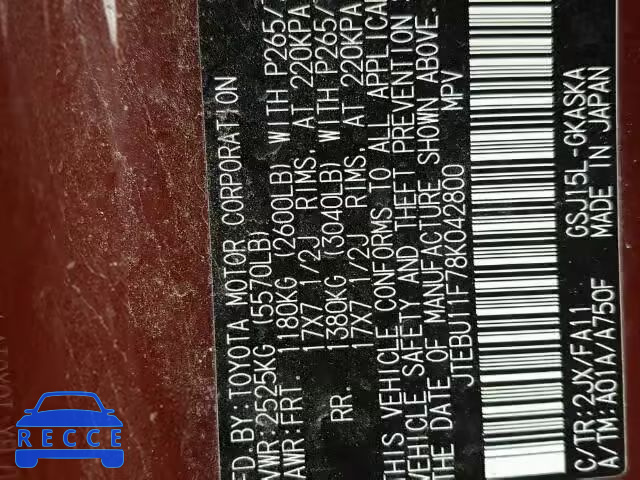 MFD. BY: TOYOTA MOTOR CORPORATION
GVWR: 2525KG (5570LB)
GAWR: FRT. 1180KG (2600LB) WITH P265/
17X7 1/2J RIMS, AT 220KPA
RR. 1380KG (3040LB) WITH P265/
17X7 1/2J RIMS, AT 220KPA
THIS VEHICLE CONFORMS TO ALL APPLICA
VEHICLE SAFETY AND THEFT PREVENTION
THE DATE OF MANUFACTURE SHOWN ABOVE.
JTEBU11F78K042800 MPV
C/TR: 2JX/FA11 GSJ15L-GKASKA
A/TM: A01A/A750F MADE IN JAPAN
RECCE